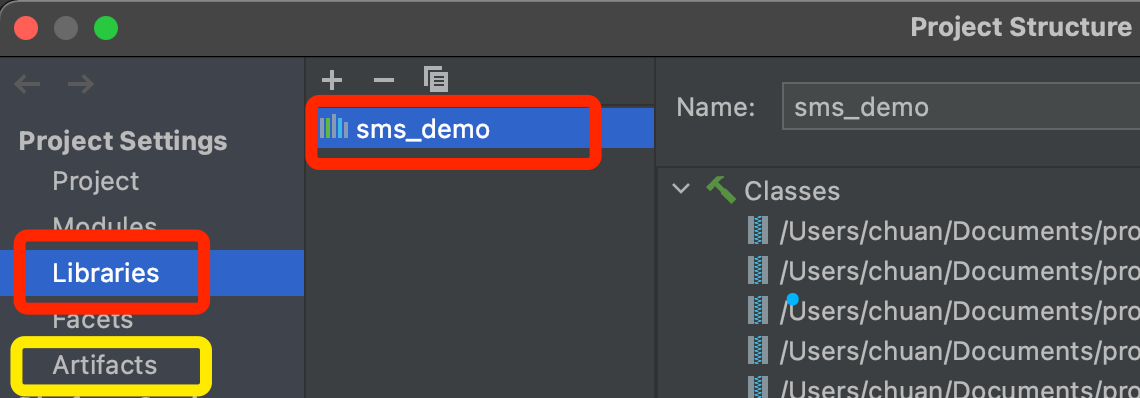 Project Structure
Project Settings
Project
Modules
Libraries
Facets
Artifacts
sms_demo
Name:
sms_demo
Classes
/Users/chuan/Documents/pro
/Users/chuan/Documents/pro
/Users/chuan/Documents/pro
/Users/chuan/Documents/pro
/Users/chuan/Documents/pro